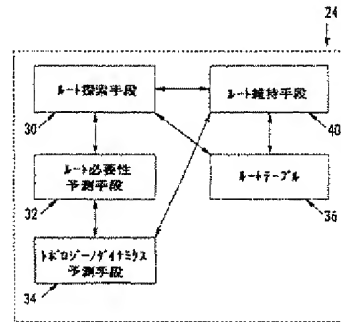 24
ルート探索手段
ルート維持手段
30
40
ルート必要性
予測手段
ルートテーブル
32
36
トポロジー/ダイナミクス
予測手段
34